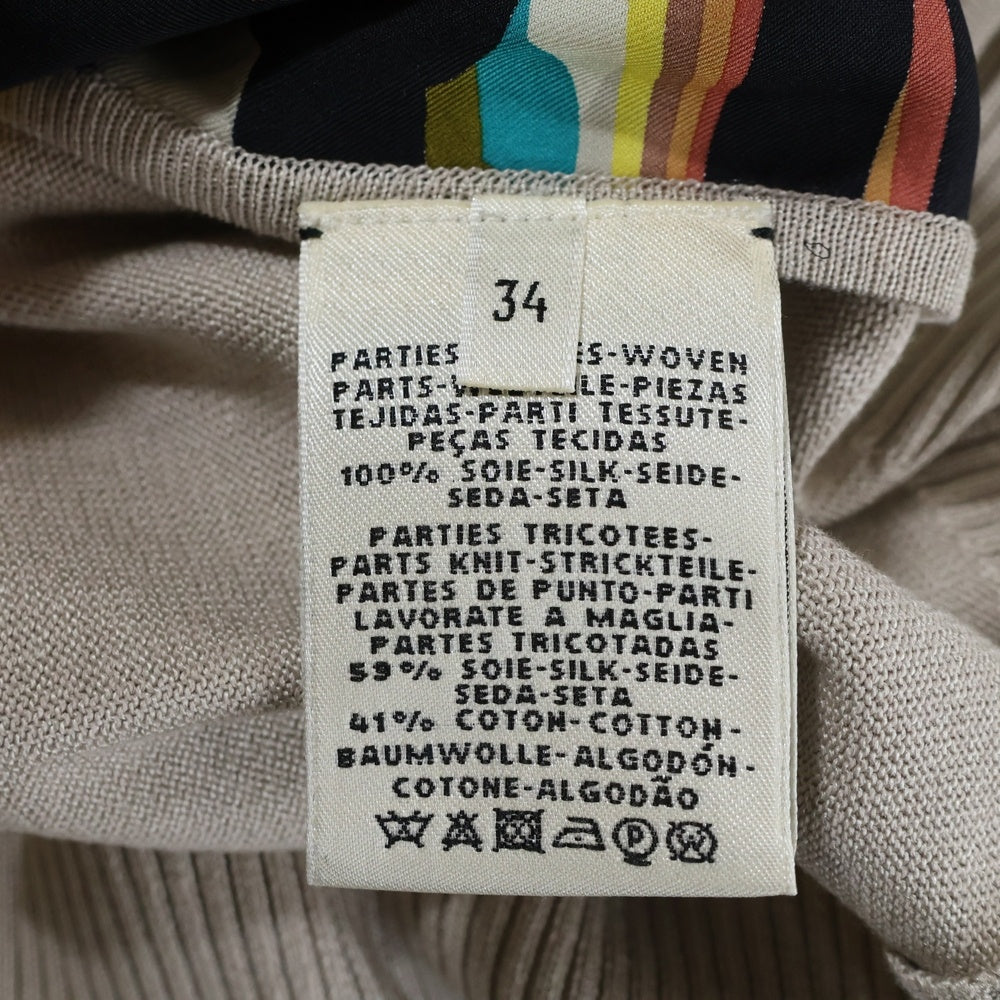 34
PARTIES ES-WOVEN
PARTS- LE-PIEZAS
TEJIDAS-PARTI TESSUTE-
PEÇAS TECIDAS
100% SOIE-SILK-SEIDE-
SEDA-SETA
PARTIES TRICOTEES-
PARTS KNIT-STRICKTEILE-
PARTES DE PUNTO-PARTI
LAVORATE A MAGLIA-
PARTES TRICOTADAS
59% SOIE-SILK-SEIDE-
SEDA-SETA
41% COTON-COTTON-
BAUMWOLLE-ALGODÓN-
COTONE-ALGODÃO
P W